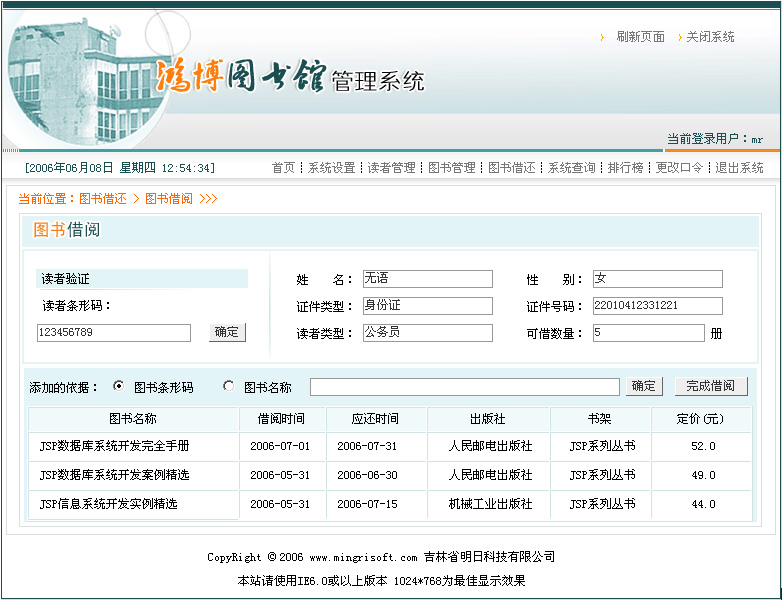 刷新页面 关闭系统
鸿博图书馆管理系统
当前登录用户：mr
[2006年06月08日 星期四 12:54:34] 首页 系统设置 读者管理 图书管理 图书借还 系统查询 排行榜 更改口令 退出系统
当前位置：图书借还 > 图书借阅 >>>
图书借阅
读者验证 姓 名：无语 性 别：女
读者条形码： 证件类型：身份证 证件号码：22010412331221
123456789 确定 读者类型：公务员 可借数量：5 册
添加的依据： 图书条形码 图书名称 确定 完成借阅
图书名称 借阅时间 应还时间 出版社 书架 定价(元)
JSP数据库系统开发完全手册 2006-07-01 2006-07-31 人民邮电出版社 JSP系列丛书 52.0
JSP数据库系统开发案例精选 2006-05-31 2006-06-30 人民邮电出版社 JSP系列丛书 49.0
JSP信息系统开发实例精选 2006-05-31 2006-07-15 机械工业出版社 JSP系列丛书 44.0
CopyRight © 2006 www.mingrisoft.com 吉林省明日科技有限公司
本站请使用IE6.0或以上版本 1024*768为最佳显示效果